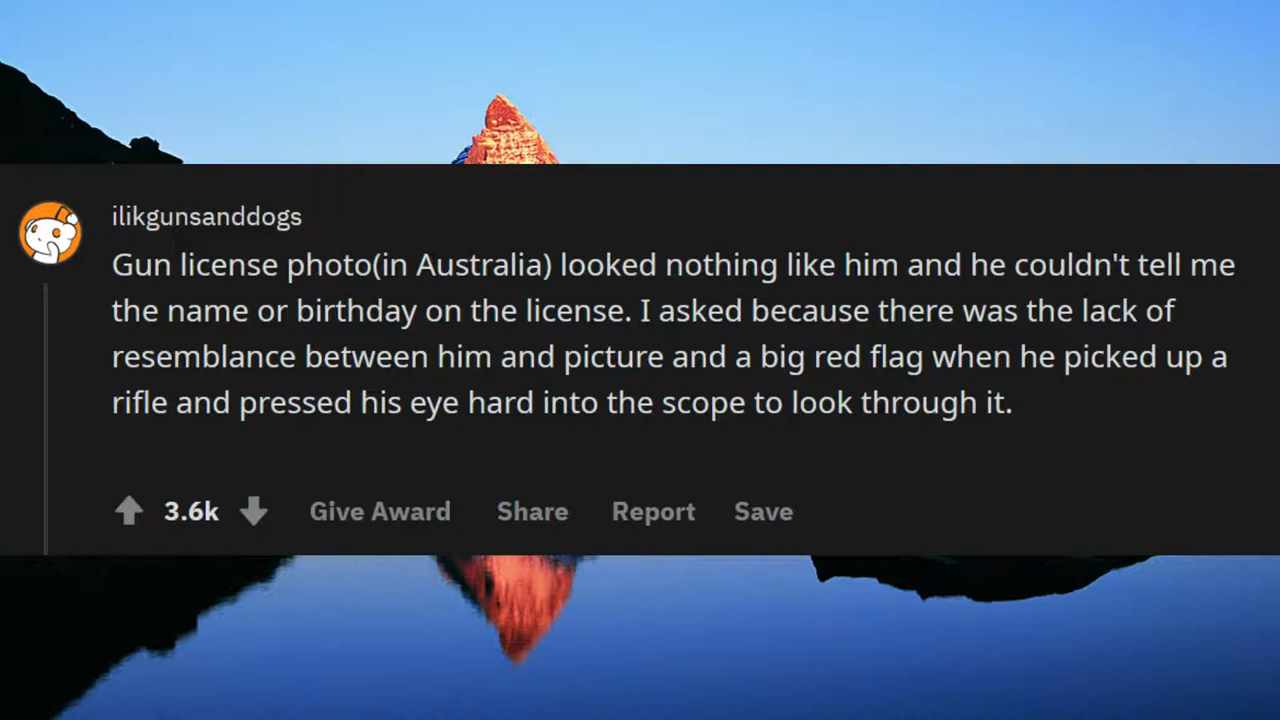 ilikgunsanddogs
Gun license photo(in Australia) looked nothing like him and he couldn't tell me
the name or birthday on the license. I asked because there was the lack of
resemblance between him and picture and a big red flag when he picked up a
rifle and pressed his eye hard into the scope to look through it.
3.6k Give Award Share Report Save